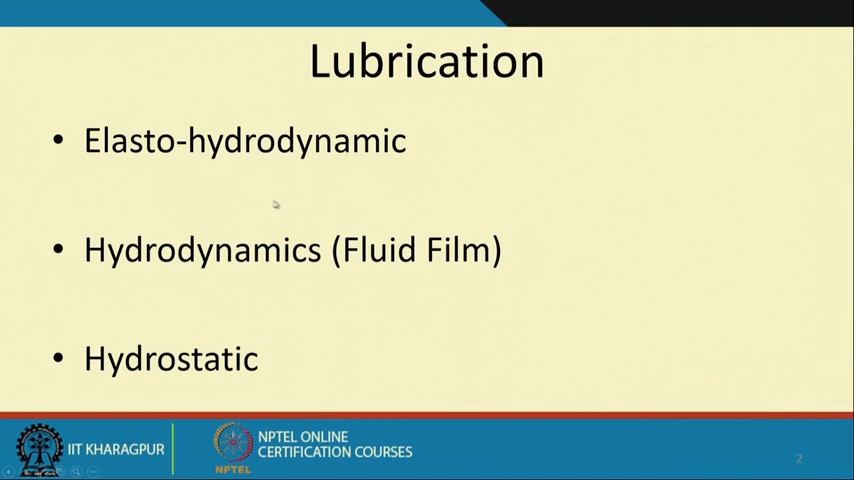 Lubrication
• Elasto-hydrodynamic
• Hydrodynamics (Fluid Film)
• Hydrostatic
IIT KHARAGPUR
NPTEL
NPTEL ONLINE
CERTIFICATION COURSES
2